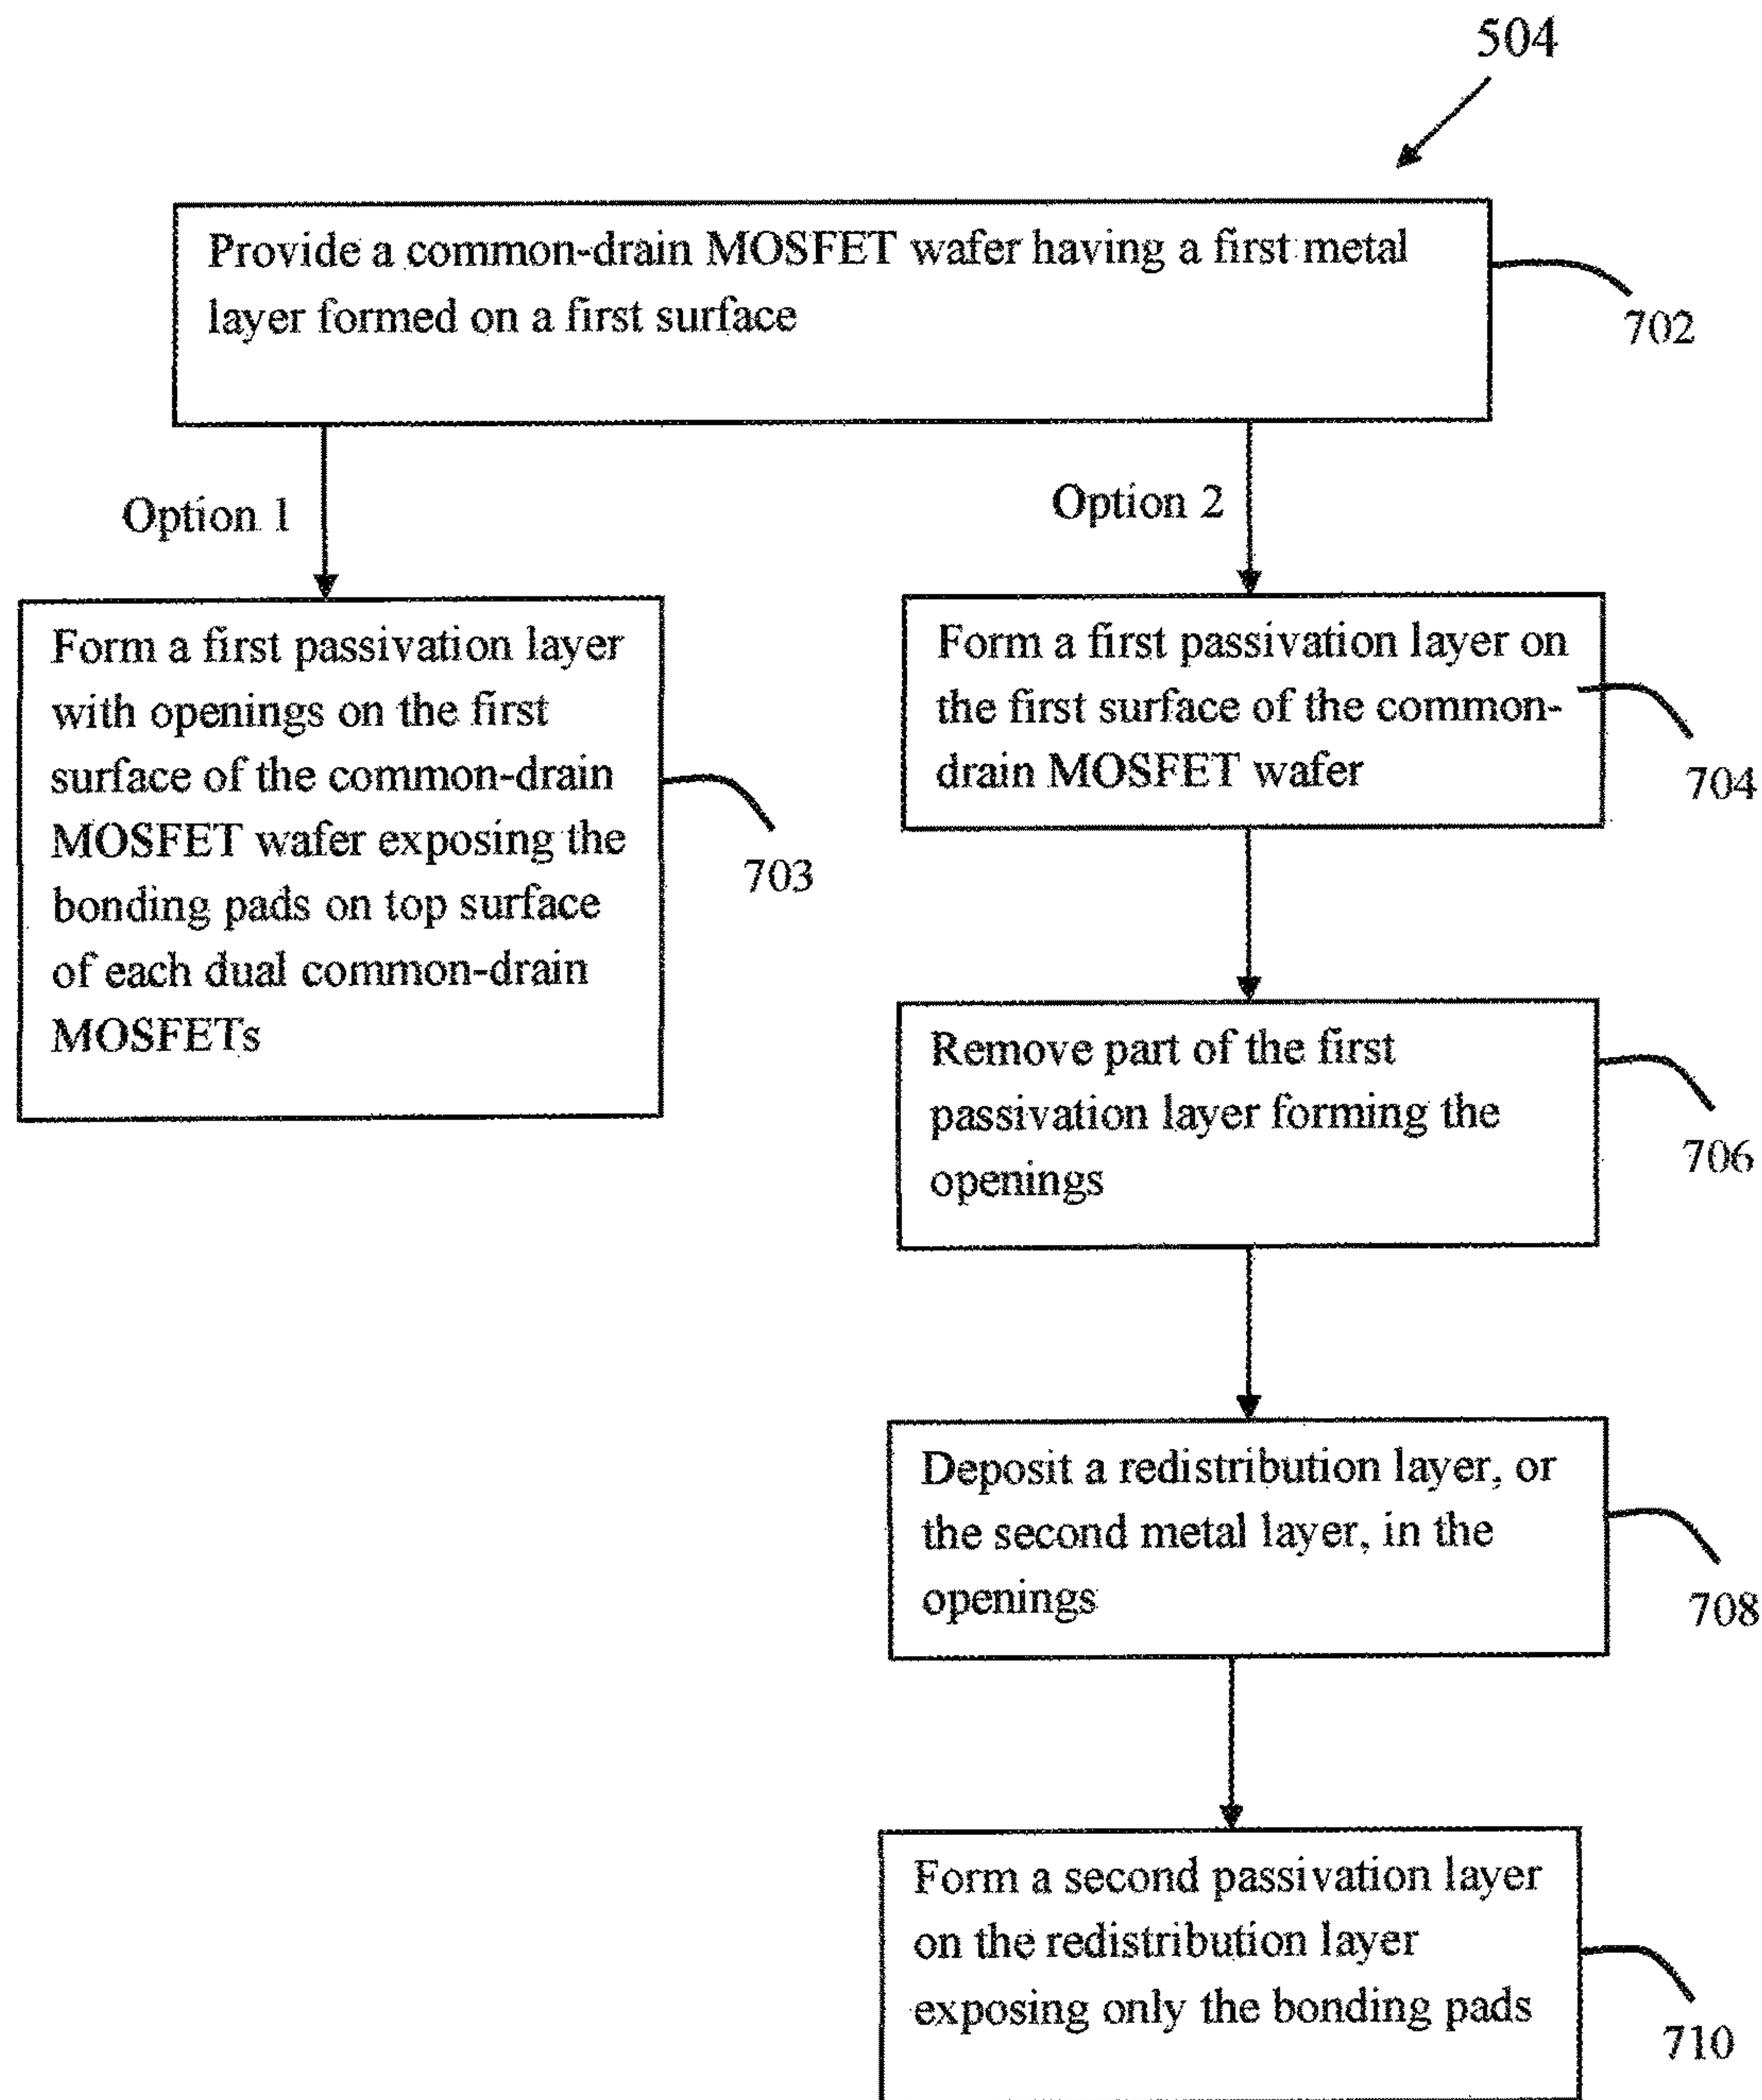 504
Provide a common-drain MOSFET wafer having a first metal
layer formed on a first surface
702
Option 1
Option 2
Form a first passivation layer
with openings on the first
surface of the common-drain
MOSFET wafer exposing the
bonding pads on top surface
of each dual common-drain
MOSFETs
703
Form a first passivation layer on
the first surface of the common-
drain MOSFET wafer
704
Remove part of the first
passivation layer forming the
openings
706
Deposit a redistribution layer, or
the second metal layer, in the
openings
708
Form a second passivation layer
on the redistribution layer
exposing only the bonding pads
710